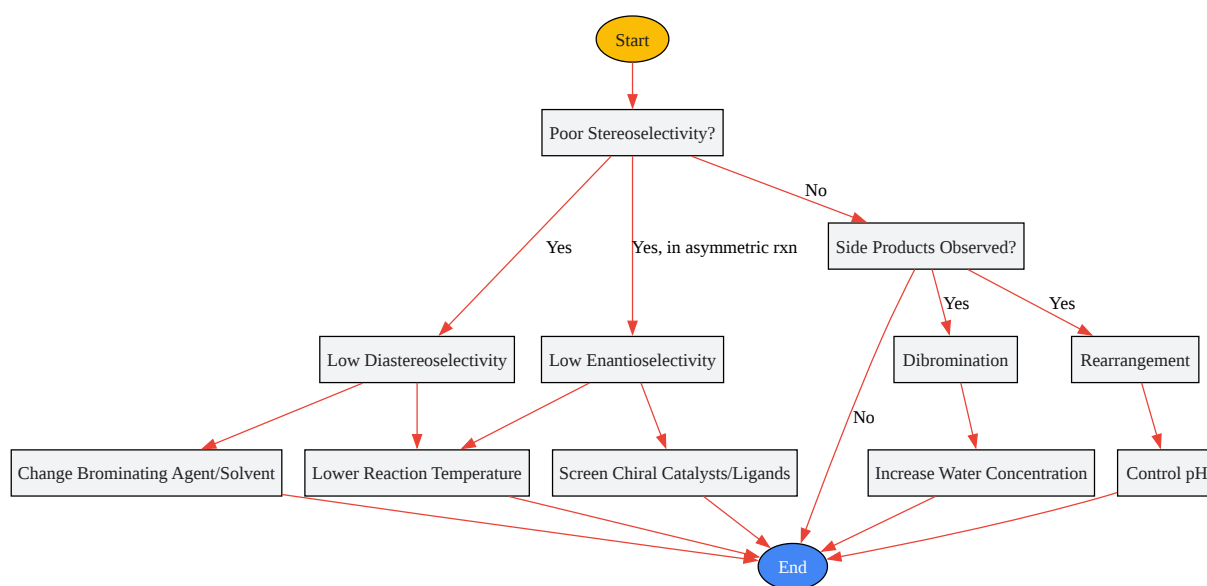 Start
Poor Stereoselectivity?
No
Side Products Observed?
Yes
Yes, in asymmetric rxn
Yes
Yes
Low Diastereoselectivity
Low Enantioselectivity
Dibromination
Rearrangement
No
Change Brominating Agent/Solvent
Lower Reaction Temperature
Screen Chiral Catalysts/Ligands
Increase Water Concentration
Control pH
End